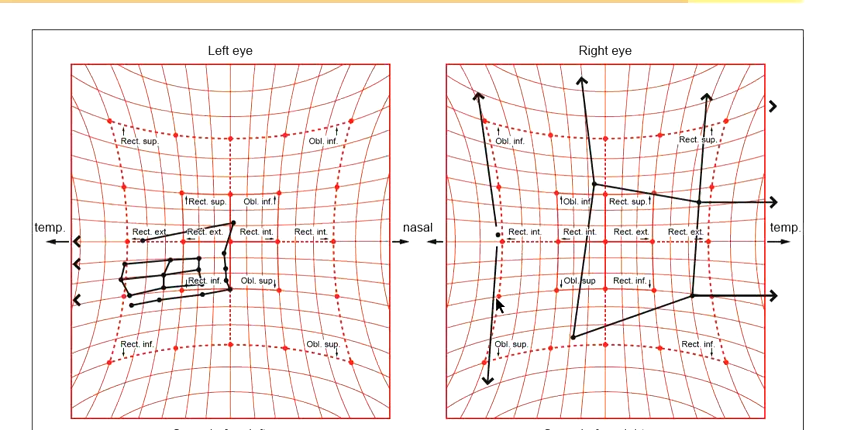 Left eye
Right eye
Rect. sup.
Obl. inf.
Obl. inf.
Rect. sup.
Rect. sup.
Obl. inf.
Obl. inf
Rect. sup.
temp.
Rect. ext.
Rect. ext.
Rect. int.
Rect. int.
nasal
Rect. int.
Rect. int.
Rect. ext.
Rect. ext.
temp.
Rect. inf.
Obl. sup
Obl. sup
Rect. inf.
Rect. inf.
Obl. sup.
Obl. sup.
Rect. inf